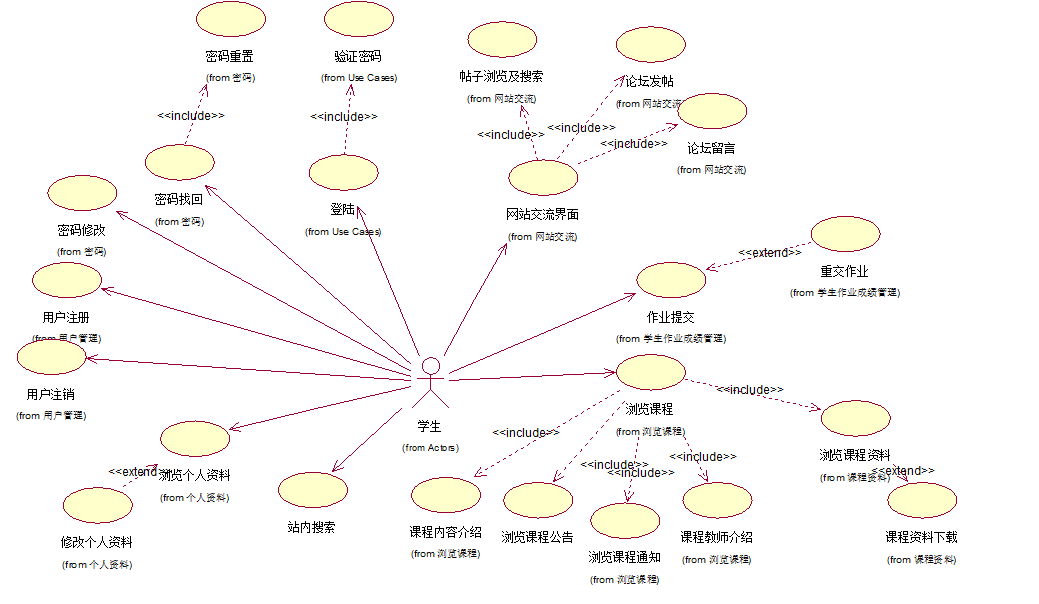 密码重置
(from 密码)
验证密码
(from Use Cases)
帖子浏览及搜索
(from 网站交流)
论坛发帖
(from 网站交流)
<<include>>
<<include>>
<<include>>
<<include>>
<<include>>
论坛留言
(from 网站交流)
密码找回
(from 密码)
登陆
(from Use Cases)
网站交流界面
(from 网站交流)
密码修改
(from 密码)
<<extend>>
重交作业
(from 学生作业成绩管理)
用户注册
(from 用户管理)
作业提交
(from 学生作业成绩管理)
用户注销
(from 用户管理)
学生
(from Actors)
浏览课程
(from 浏览课程)
<<include>>
<<include>>
<<include>>
<<include>>
<<include>>
浏览课程资料
(from 课程资料)
<<extend>>
<<extend>>
浏览个人资料
(from 个人资料)
站内搜索
课程内容介绍
(from 浏览课程)
浏览课程公告
浏览课程通知
(from 浏览课程)
课程教师介绍
(from 浏览课程)
课程资料下载
(from 课程资料)
修改个人资料
(from 个人资料)